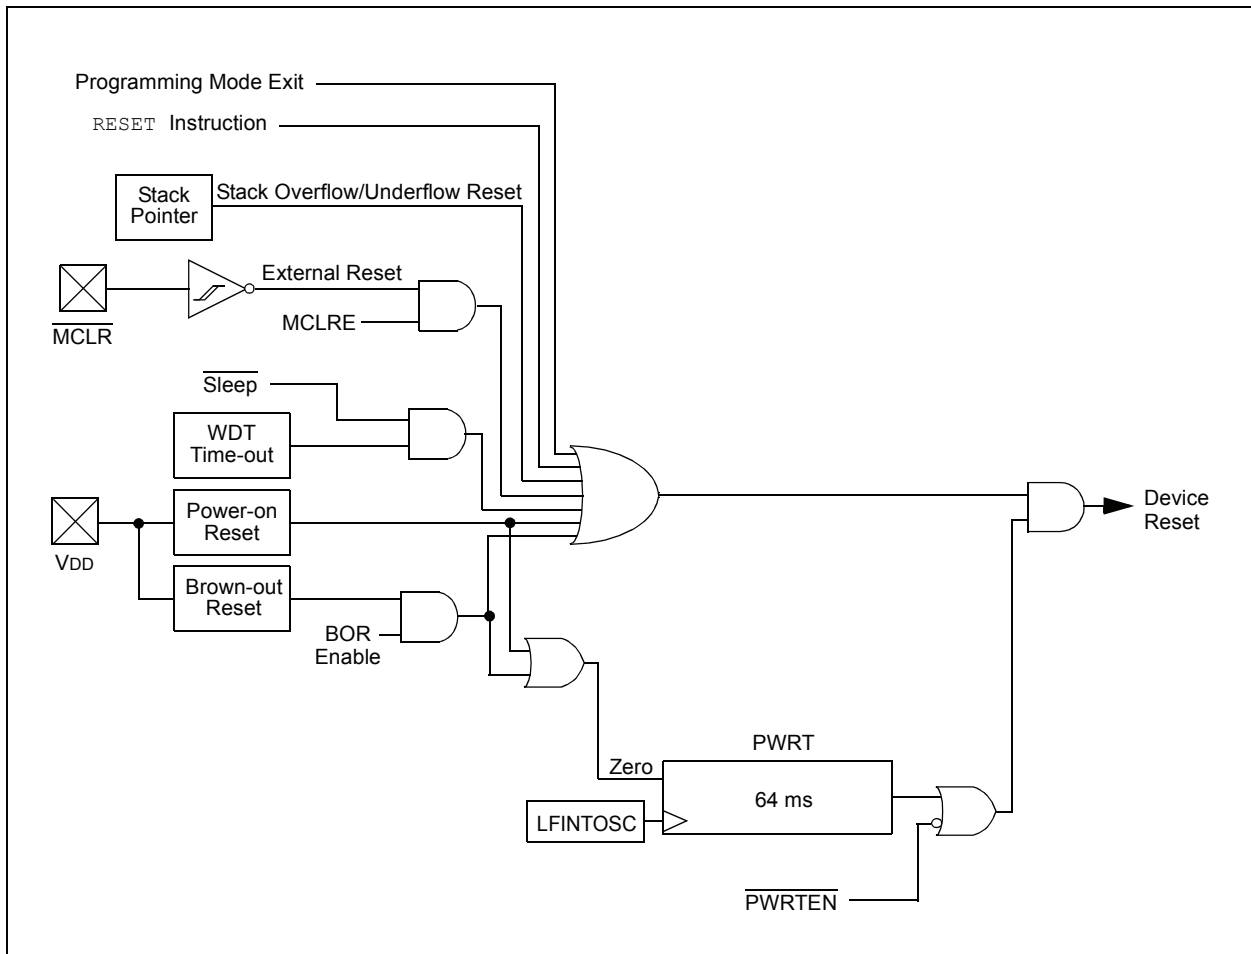 Programming Mode Exit
RESET Instruction
Stack
Pointer
Stack Overflow/Underflow Reset
External Reset
MCLR
MCLRE
Sleep
WDT
Time-out
VDD
Power-on
Reset
Brown-out
Reset
BOR
Enable
Device
Reset
PWRT
Zero
64 ms
LFINTOSC
PWRTEN